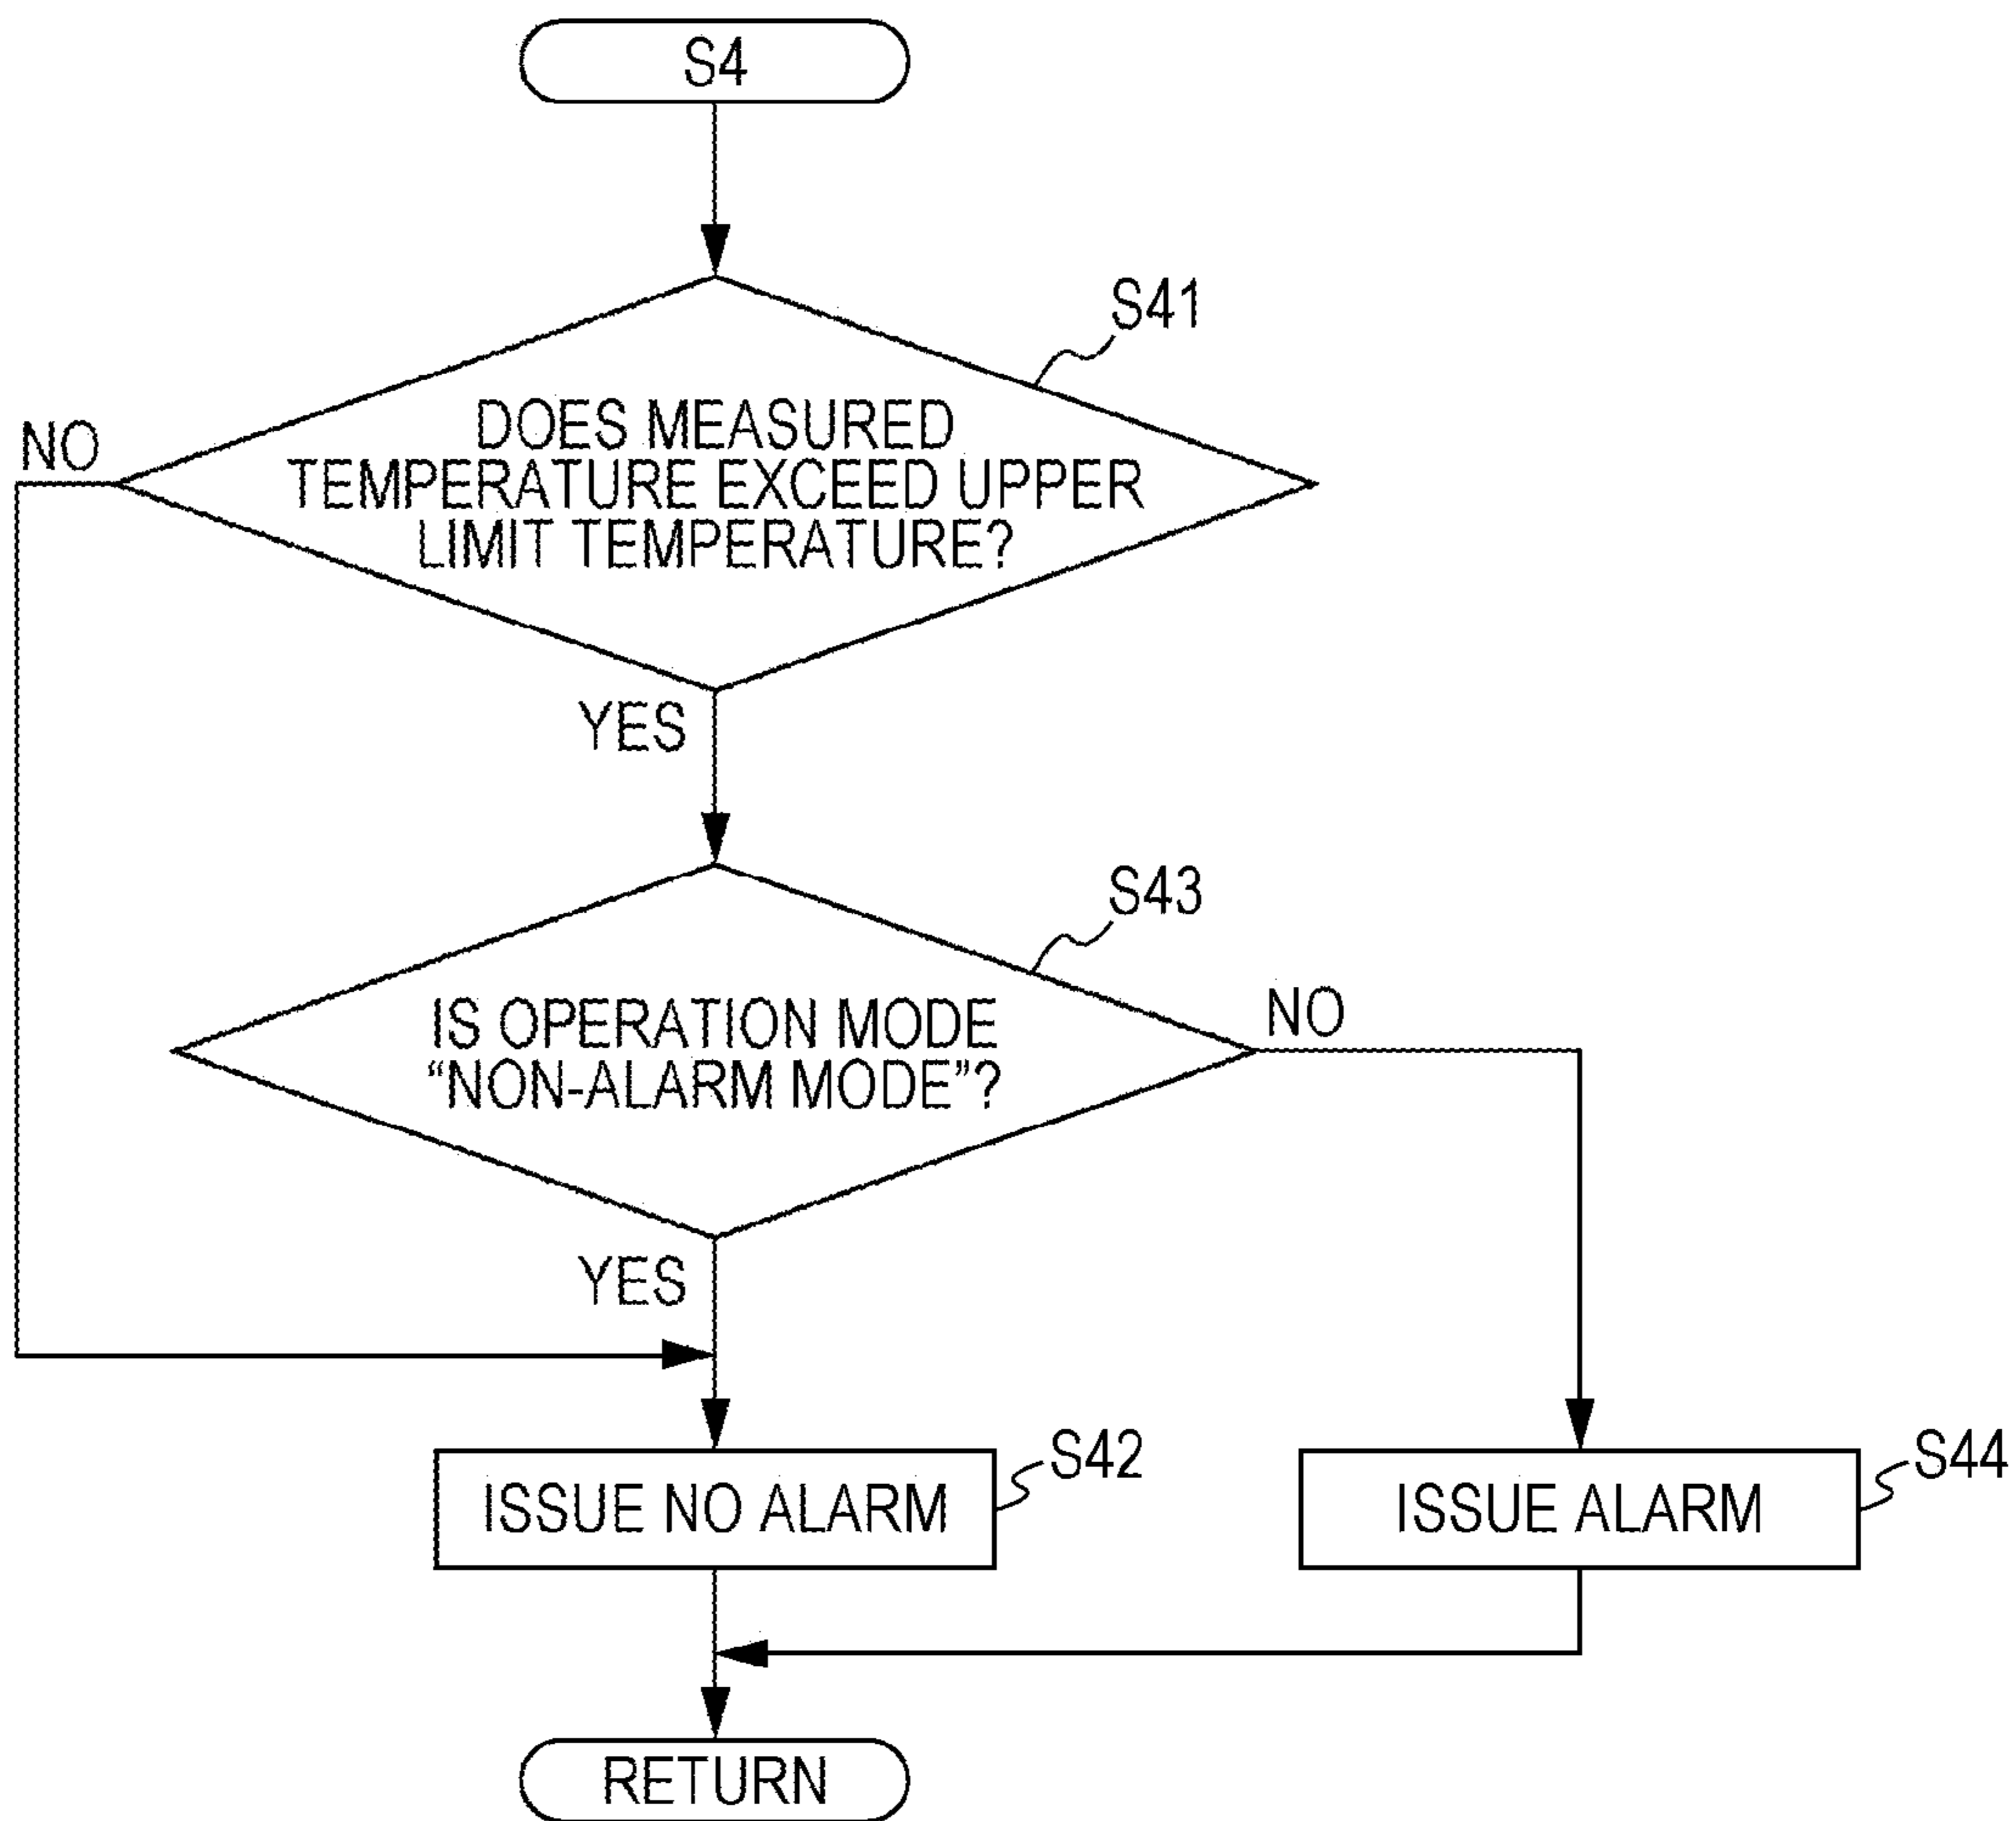 S4
S41
DOES MEASURED
TEMPERATURE EXCEED UPPER
LIMIT TEMPERATURE?
NO
YES
S43
IS OPERATION MODE
“NON-ALARM MODE”?
NO
YES
S42
ISSUE NO ALARM
S44
ISSUE ALARM
RETURN